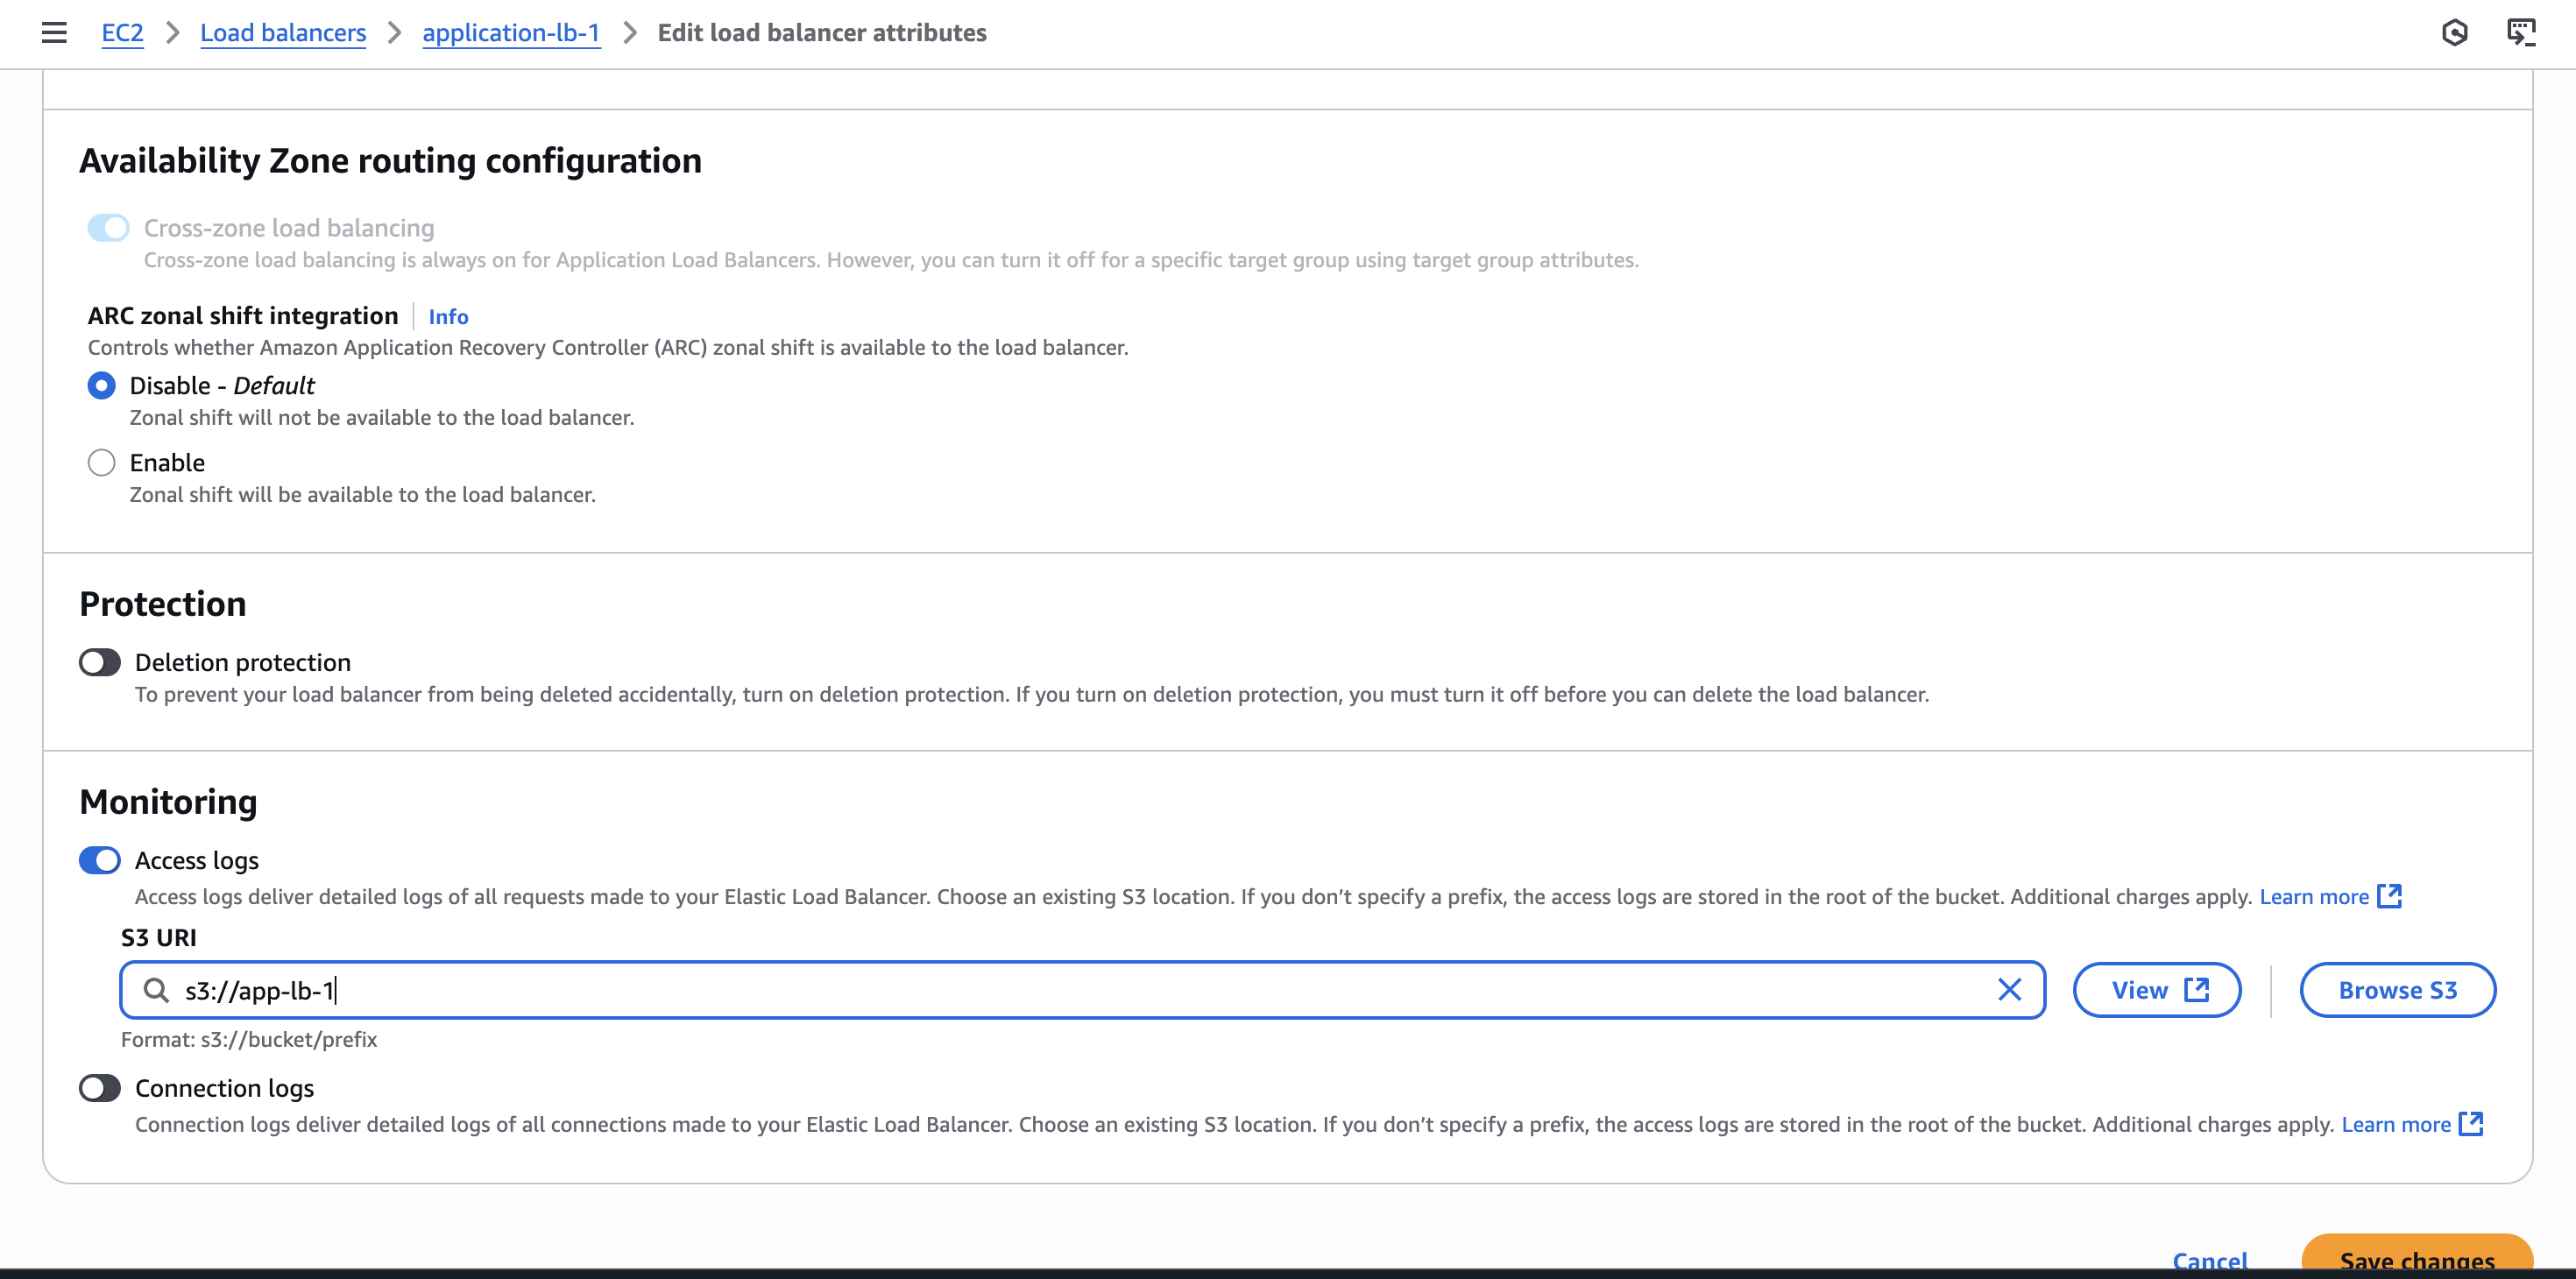 EC2 > Load balancers > application-lb-1 > Edit load balancer attributes
Availability Zone routing configuration
Cross-zone load balancing
Cross-zone load balancing is always on for Application Load Balancers. However, you can turn it off for a specific target group using target group attributes.
ARC zonal shift integration | Info
Controls whether Amazon Application Recovery Controller (ARC) zonal shift is available to the load balancer.
Disable - Default
Zonal shift will not be available to the load balancer.
Enable
Zonal shift will be available to the load balancer.
Protection
Deletion protection
To prevent your load balancer from being deleted accidentally, turn on deletion protection. If you turn on deletion protection, you must turn it off before you can delete the load balancer.
Monitoring
Access logs
Access logs deliver detailed logs of all requests made to your Elastic Load Balancer. Choose an existing S3 location. If you don’t specify a prefix, the access logs are stored in the root of the bucket. Additional charges apply. Learn more
S3 URI
s3://app-lb-1 View Browse S3
Format: s3://bucket/prefix
Connection logs
Connection logs deliver detailed logs of all connections made to your Elastic Load Balancer. Choose an existing S3 location. If you don’t specify a prefix, the access logs are stored in the root of the bucket. Additional charges apply. Learn more
Cancel Save changes